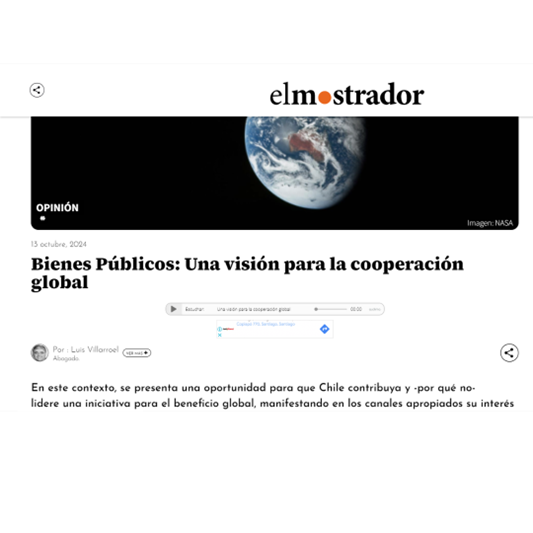 elmostrador
OPINIÓN
Imagen: NASA
15 octubre, 2024
Bienes Públicos: Una visión para la cooperación
global
Escuchar: Una visión para la cooperación global 00:00
Por : Luis Villarroel VER MÁS
Abogado.
En este contexto, se presenta una oportunidad para que Chile contribuya y -por qué no-
lidere una iniciativa para el beneficio global, manifestando en los canales apropiados su interés